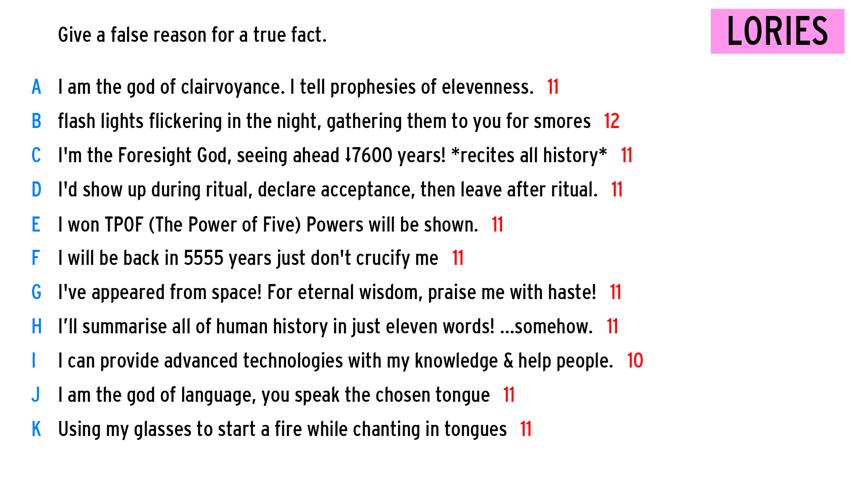 Give a false reason for a true fact.
LORIES
A I am the god of clairvoyance. I tell prophesies of elevenness. 11
B flash lights flickering in the night, gathering them to you for smores 12
C I'm the Foresight God, seeing ahead ⇂7600 years! *recites all history* 11
D I'd show up during ritual, declare acceptance, then leave after ritual. 11
E I won TPOF (The Power of Five) Powers will be shown. 11
F I will be back in 5555 years just don't crucify me 11
G I've appeared from space! For eternal wisdom, praise me with haste! 11
H I’ll summarise all of human history in just eleven words! ...somehow. 11
I I can provide advanced technologies with my knowledge & help people. 10
J I am the god of language, you speak the chosen tongue 11
K Using my glasses to start a fire while chanting in tongues 11